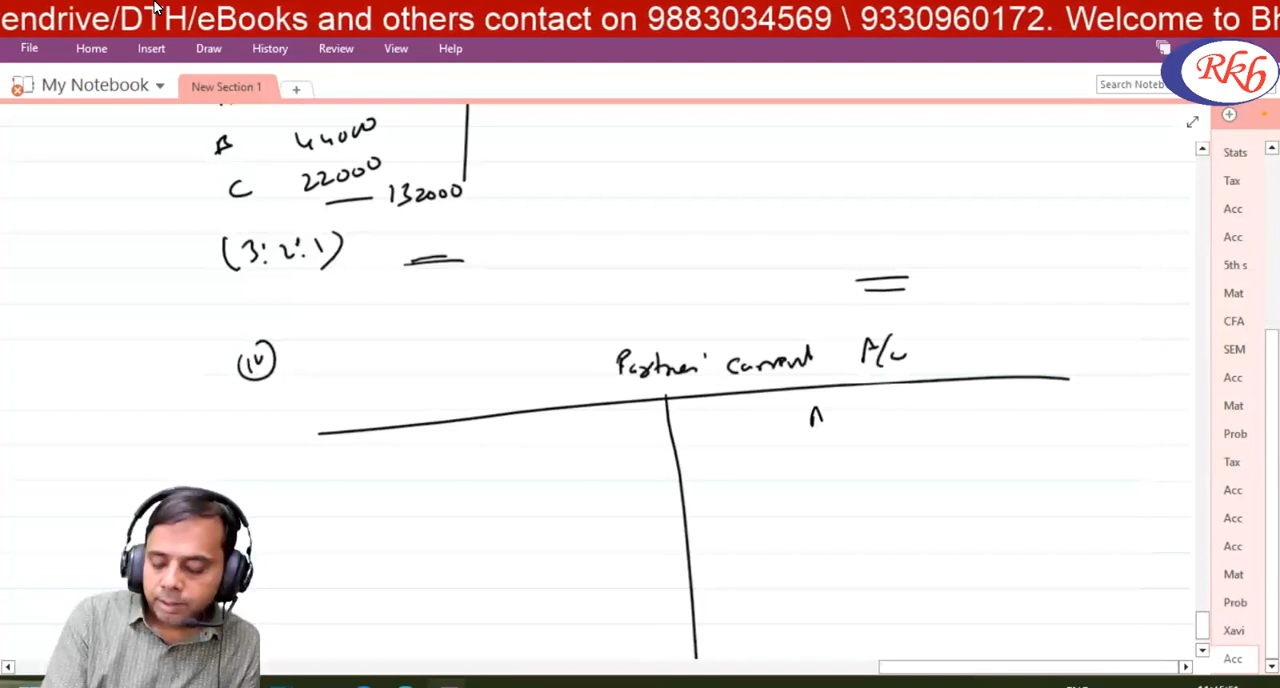 endrive/DTH/eBooks and others contact on 9883034569 \ 9330960172. Welcome to Bh
File Home Insert Draw History Review View Help
Rkb
My Notebook New Section 1 +
Search Noteb
B 44000
C 22000
132000
(3:2:1)
(iv) Partner' Current A/c
A
Stats
Tax
Acc
Acc
5th s
Mat
CFA
SEM
Acc
Mat
Prob
Tax
Acc
Acc
Acc
Mat
Prob
Xavi
Acc